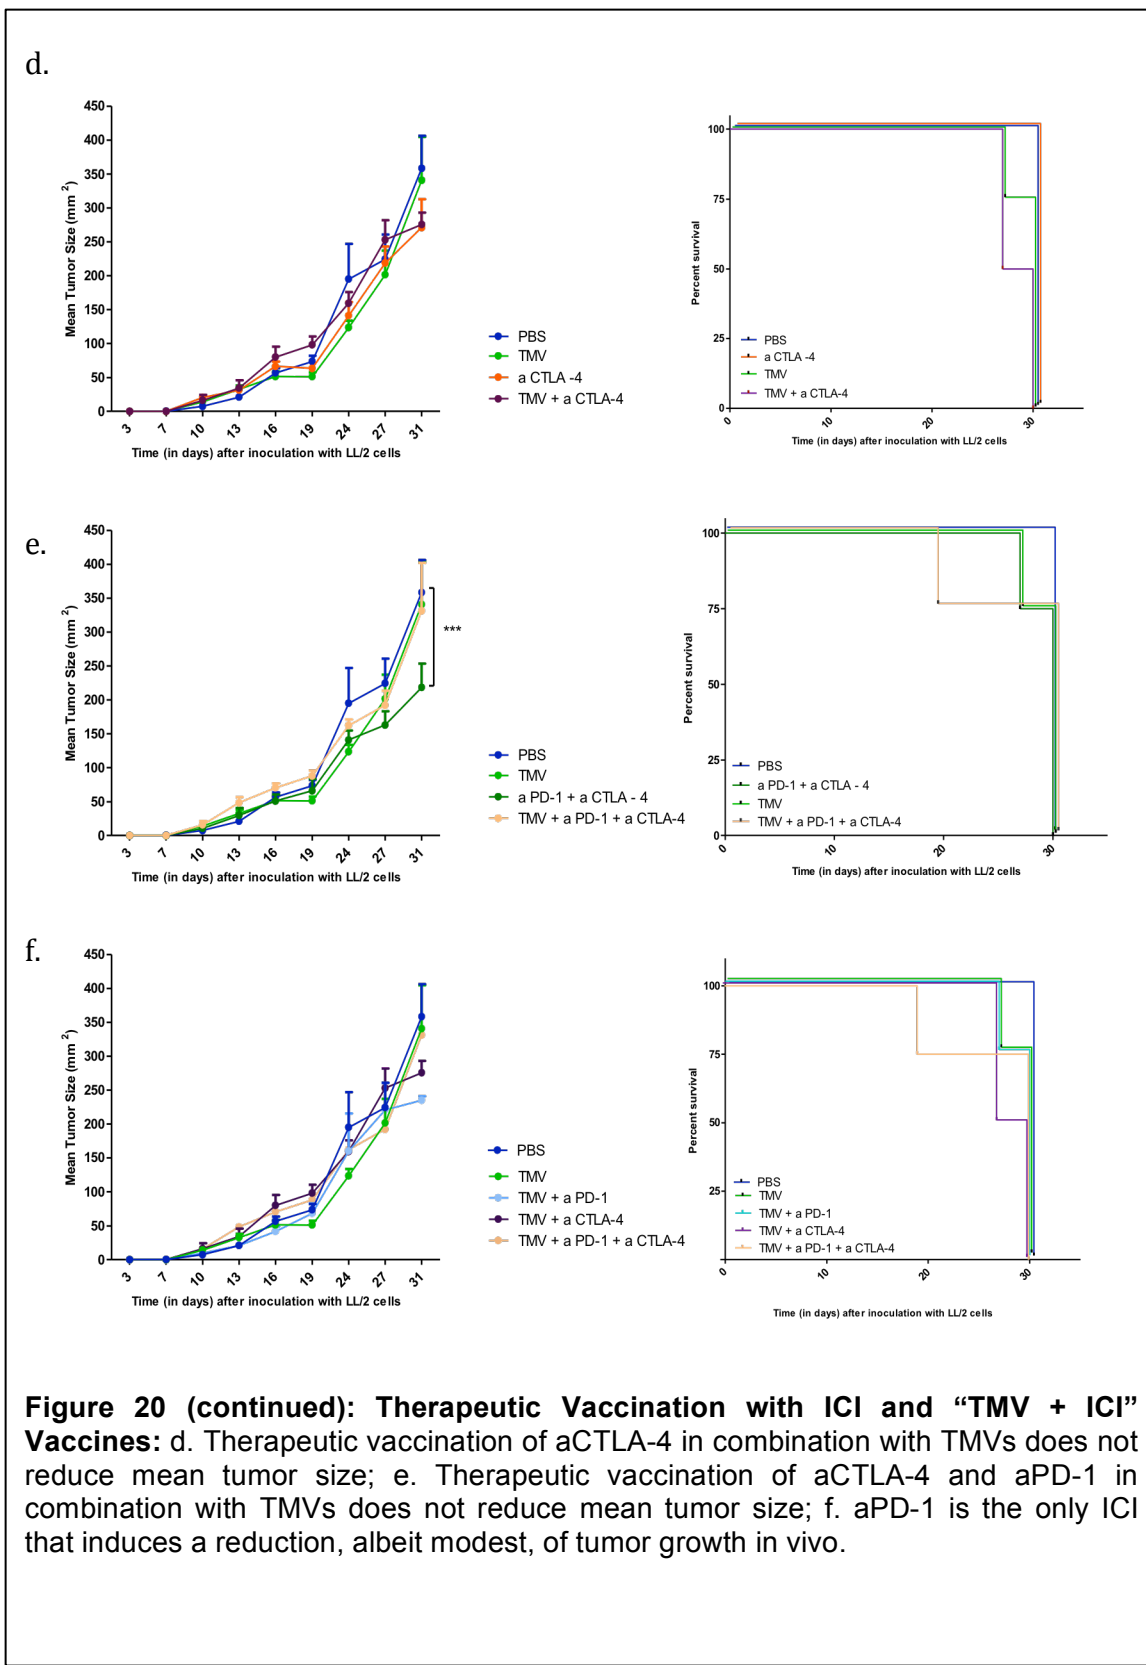 d.
450
400
350
300
250
200
150
100
50
0
Mean Tumor Size (mm 2)
3 7 10 13 16 19 24 27 31
Time (in days) after inoculation with LL/2 cells
PBS
TMV
a CTLA -4
TMV + a CTLA-4
100
75
50
25
0
Percent survival
PBS
a CTLA -4
TMV
TMV + a CTLA-4
0 10 20 30
Time (in days) after inoculation with LL/2 cells
e.
450
400
350
300
250
200
150
100
50
0
Mean Tumor Size (mm 2)
***
3 7 10 13 16 19 24 27 31
Time (in days) after inoculation with LL/2 cells
PBS
TMV
a PD-1 + a CTLA - 4
TMV + a PD-1 + a CTLA-4
100
75
50
25
0
Percent survival
PBS
a PD-1 + a CTLA - 4
TMV
TMV + a PD-1 + a CTLA-4
0 20 30
Time (in days) after inoculation with LL/2 cells
f.
450
400
350
300
250
200
150
100
50
0
Mean Tumor Size (mm 2)
3 7 10 13 16 19 24 27 31
Time (in days) after inoculation with LL/2 cells
PBS
TMV
TMV + a PD-1
TMV + a CTLA-4
TMV + a PD-1 + a CTLA-4
100
75
50
25
Percent survival
PBS
TMV
TMV + a PD-1
TMV + a CTLA-4
TMV + a PD-1 + a CTLA-4
0 10 20 30
Time (in days) after inoculation with LL/2 cells
Figure 20 (continued): Therapeutic Vaccination with ICI and “TMV + ICI”
Vaccines: d. Therapeutic vaccination of aCTLA-4 in combination with TMVs does not
reduce mean tumor size; e. Therapeutic vaccination of aCTLA-4 and aPD-1 in
combination with TMVs does not reduce mean tumor size; f. aPD-1 is the only ICI
that induces a reduction, albeit modest, of tumor growth in vivo.